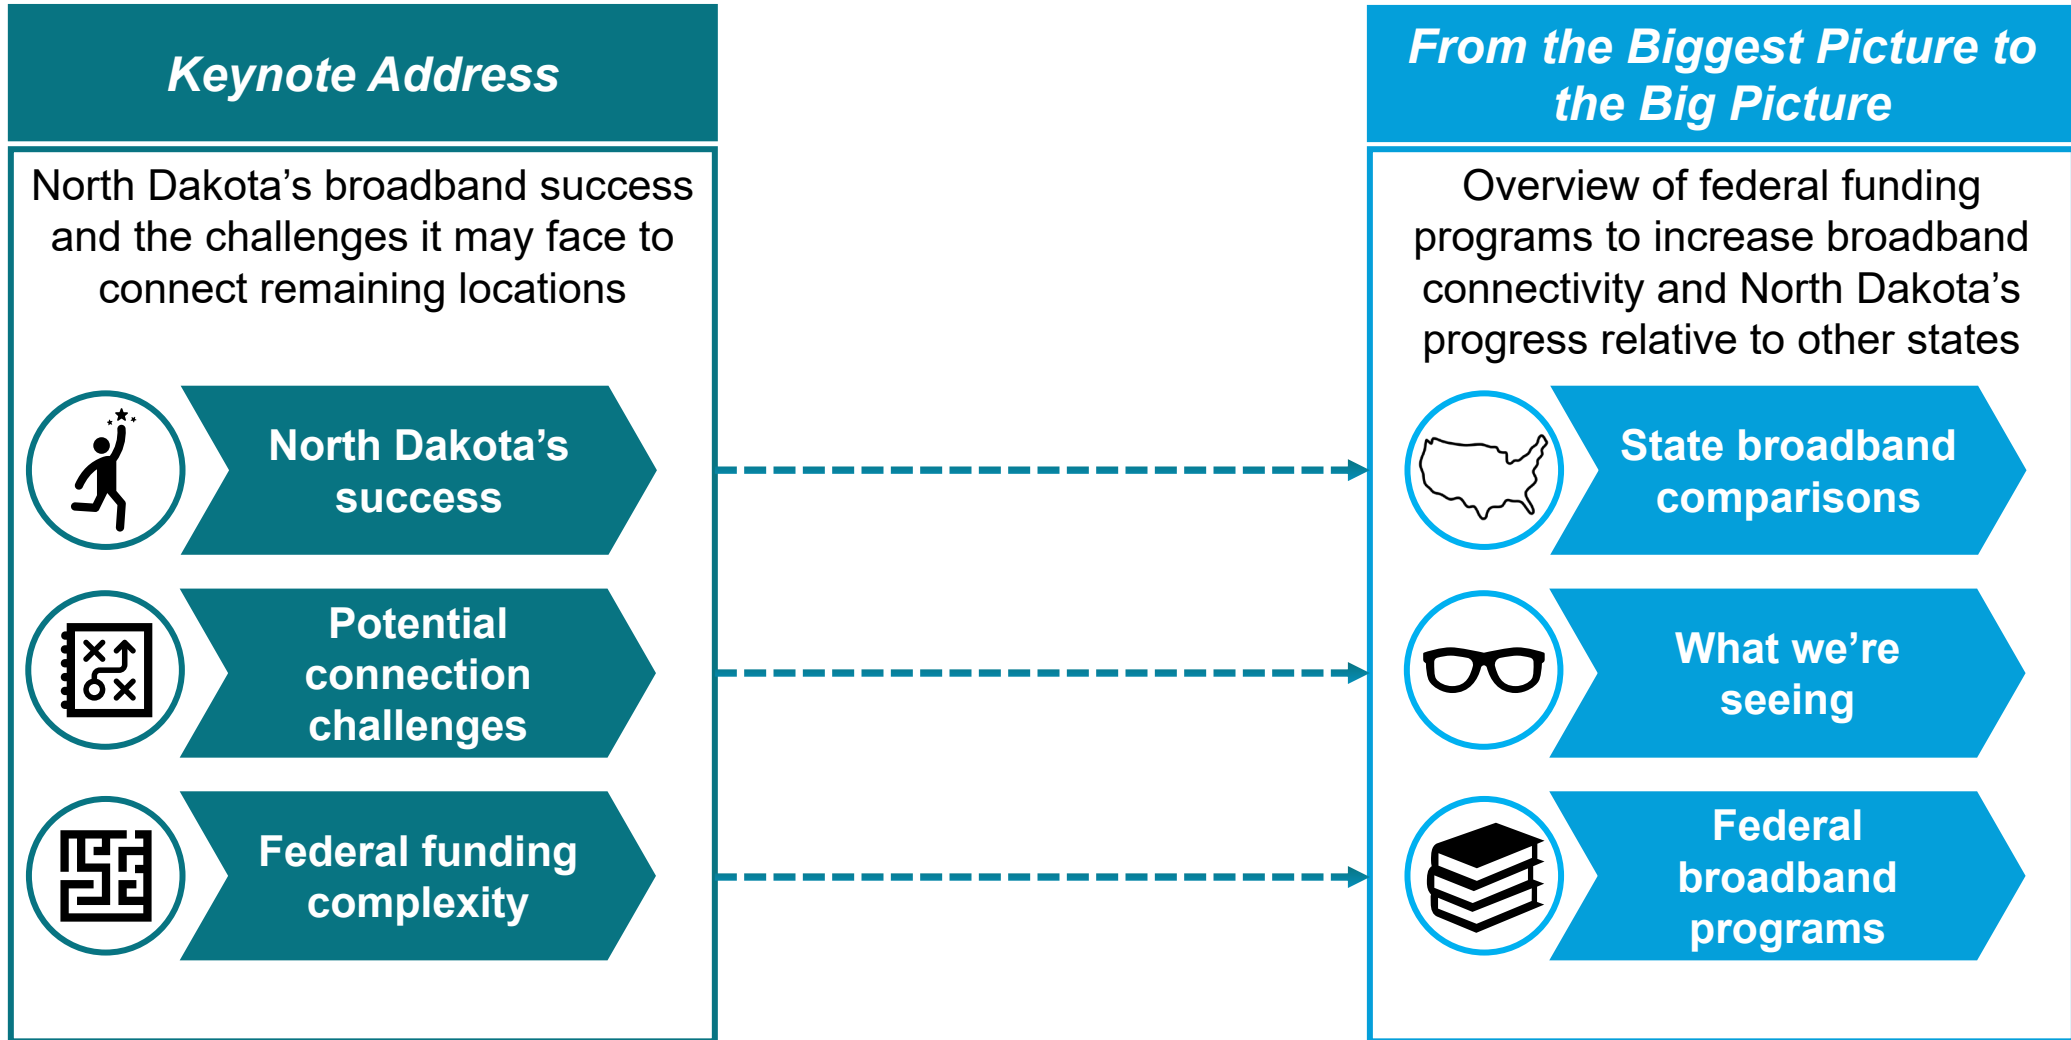 Keynote Address
North Dakota’s broadband success
and the challenges it may face to
connect remaining locations
North Dakota’s
success
Potential
connection
challenges
Federal funding
complexity
From the Biggest Picture to
the Big Picture
Overview of federal funding
programs to increase broadband
connectivity and North Dakota’s
progress relative to other states
State broadband
comparisons
What we’re
seeing
Federal
broadband
programs